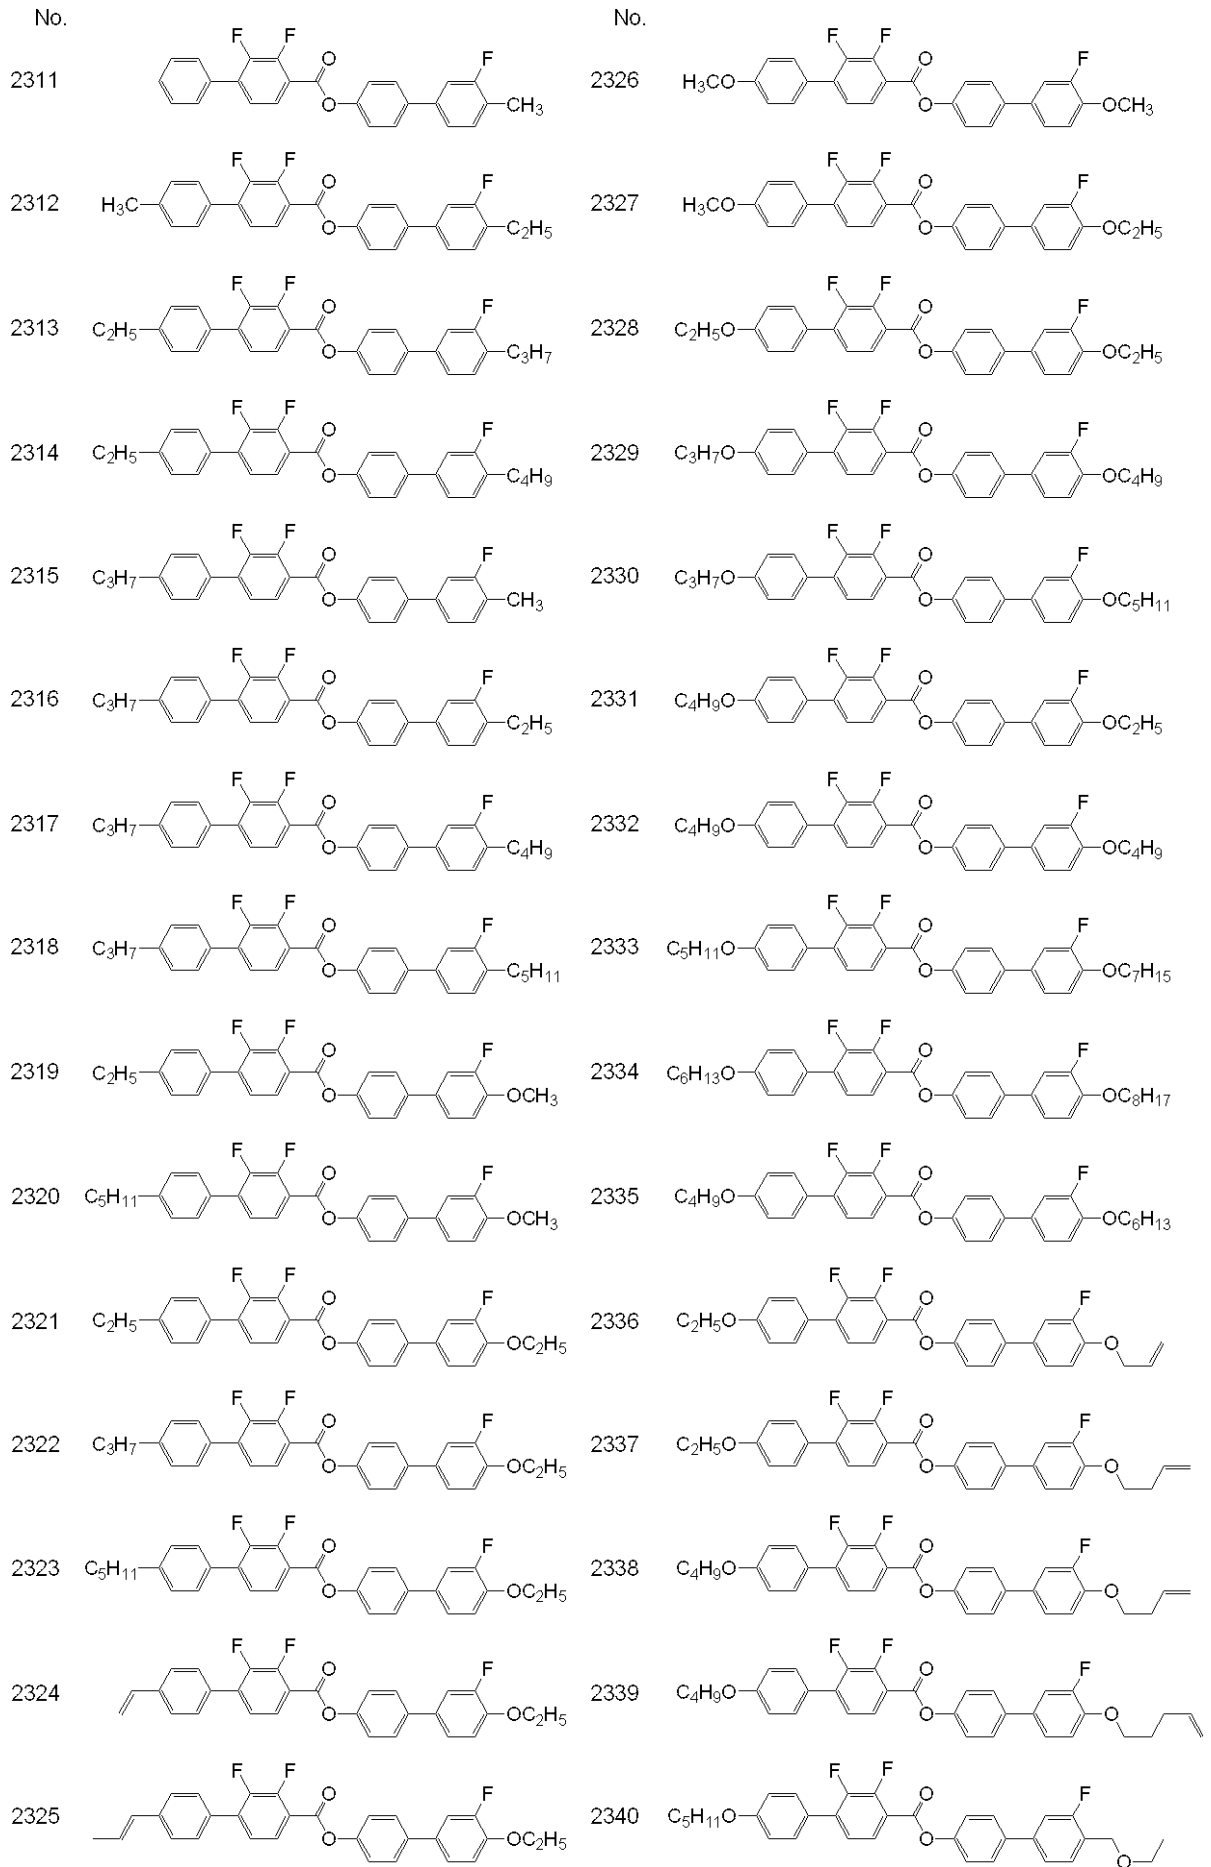 No.
2311 F F O O F CH₃
2312 H₃C F F O O F C₂H₅
2313 C₂H₅ F F O O F C₃H₇
2314 C₂H₅ F F O O F C₄H₉
2315 C₃H₇ F F O O F CH₃
2316 C₃H₇ F F O O F C₂H₅
2317 C₃H₇ F F O O F C₄H₉
2318 C₃H₇ F F O O F C₅H₁₁
2319 C₂H₅ F F O O F OCH₃
2320 C₅H₁₁ F F O O F OCH₃
2321 C₂H₅ F F O O F OC₂H₅
2322 C₃H₇ F F O O F OC₂H₅
2323 C₅H₁₁ F F O O F OC₂H₅
2324 F F O O F OC₂H₅
2325 F F O O F OC₂H₅
No.
2326 H₃CO F F O O F OCH₃
2327 H₃CO F F O O F OC₂H₅
2328 C₂H₅O F F O O F OC₂H₅
2329 C₃H₇O F F O O F OC₄H₉
2330 C₃H₇O F F O O F OC₅H₁₁
2331 C₄H₉O F F O O F OC₂H₅
2332 C₄H₉O F F O O F OC₄H₉
2333 C₅H₁₁O F F O O F OC₇H₁₅
2334 C₆H₁₃O F F O O F OC₈H₁₇
2335 C₄H₉O F F O O F OC₆H₁₃
2336 C₂H₅O F F O O F O
2337 C₂H₅O F F O O F O
2338 C₄H₉O F F O O F O
2339 C₄H₉O F F O O F O
2340 C₅H₁₁O F F O O F O